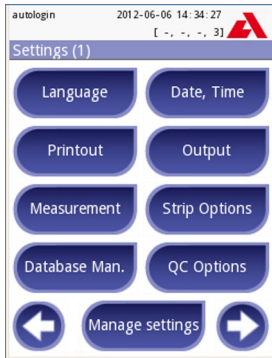 autologin 2012-06-06 14:34:27
[ -, -, -, 3]
Settings (1)
Language Date, Time
Printout Output
Measurement Strip Options
Database Man. QC Options
Manage settings